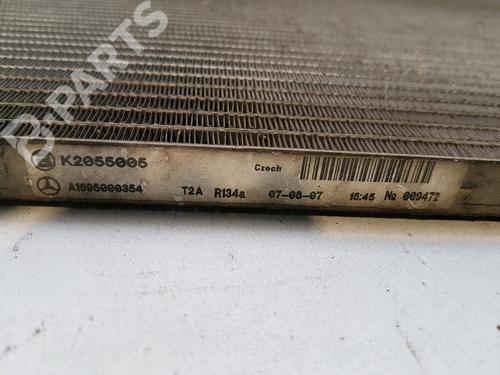 B-PARTS
K2055005 Czech
A1695000354 T2A R134a 07-08-07 15:45 № 009472